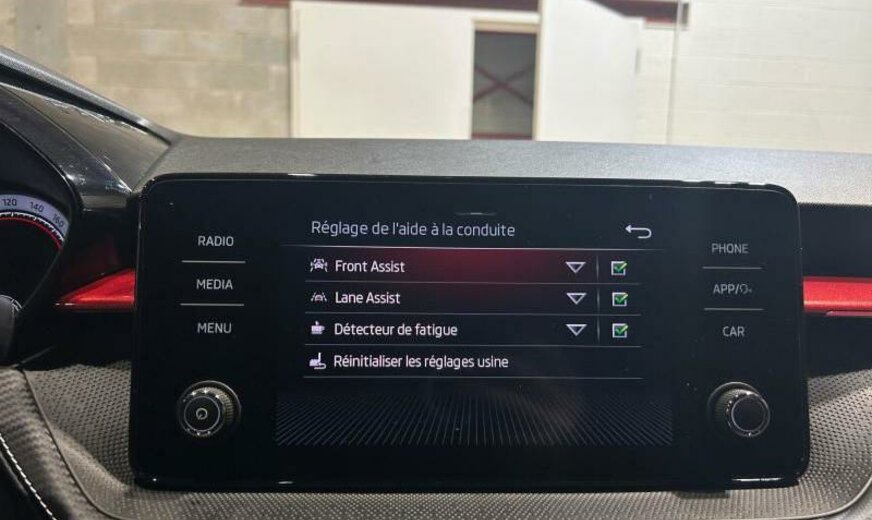 120 140 160
RADIO
MEDIA
MENU
Réglage de l'aide à la conduite
Front Assist
Lane Assist
Détecteur de fatigue
Réinitialiser les réglages usine
PHONE
APP/
CAR